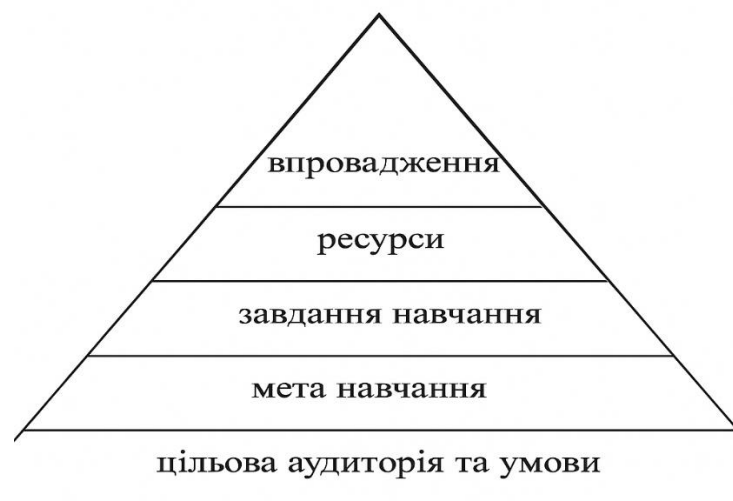 впровадження
ресурси
завдання навчання
мета навчання
цільова аудиторія та умови